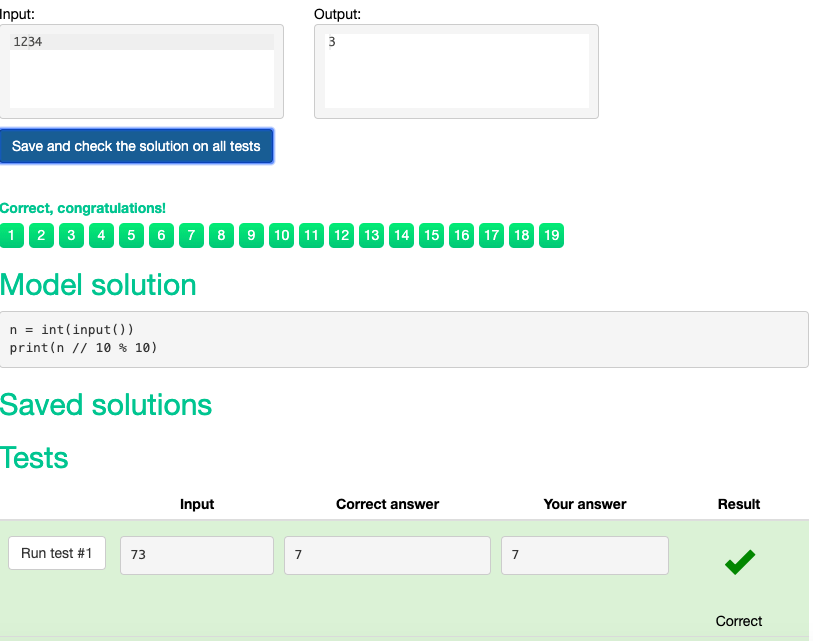 Input:
Output:
1234
3
Save and check the solution on all tests
Correct, congratulations!
1 2 3 4 5 6 7 8 9 10 11 12 13 14 15 16 17 18 19
Model solution
n = int(input())
print(n // 10 % 10)
Saved solutions
Tests
Input Correct answer Your answer Result
Run test #1 73 7 7
Correct